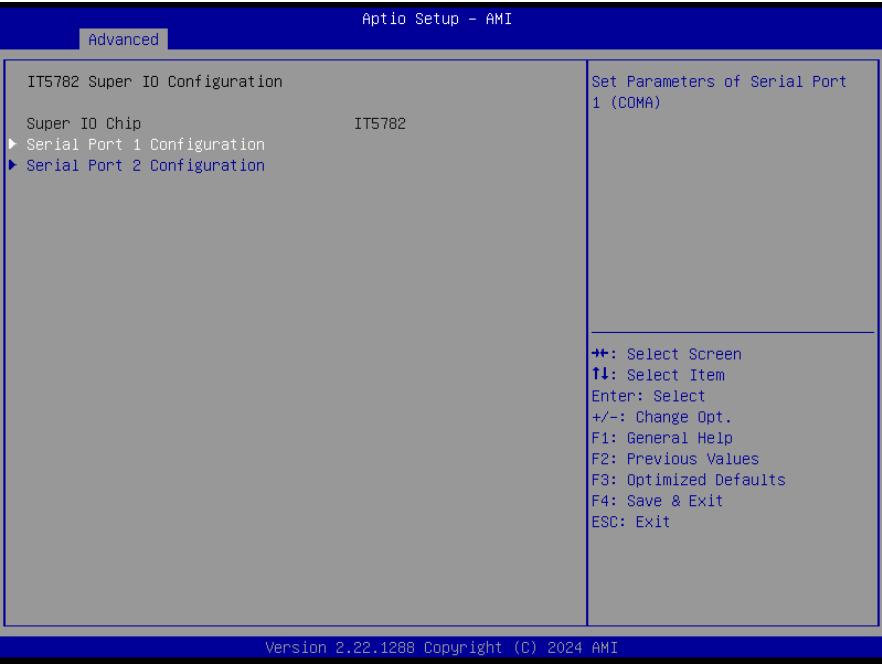 Aptio Setup - AMI
Advanced
IT5782 Super IO Configuration
Super IO Chip IT5782
▶ Serial Port 1 Configuration
▶ Serial Port 2 Configuration
Set Parameters of Serial Port
1 (COMA)
→←: Select Screen
↑↓: Select Item
Enter: Select
+/-: Change Opt.
F1: General Help
F2: Previous Values
F3: Optimized Defaults
F4: Save & Exit
ESC: Exit
Version 2.22.1288 Copyright (C) 2024 AMI